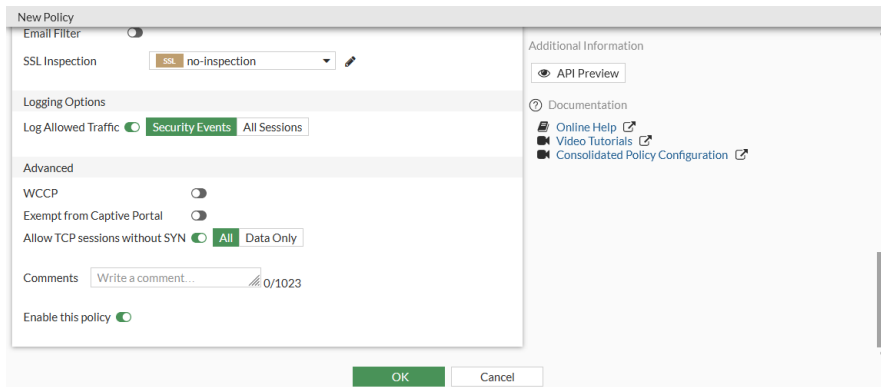 New Policy
Email Filter
SSL Inspection
SSL no-inspection
Logging Options
Log Allowed Traffic Security Events All Sessions
Advanced
WCCP
Exempt from Captive Portal
Allow TCP sessions without SYN All Data Only
Comments Write a comment... 0/1023
Enable this policy
Additional Information
API Preview
? Documentation
Online Help
Video Tutorials
Consolidated Policy Configuration
OK Cancel